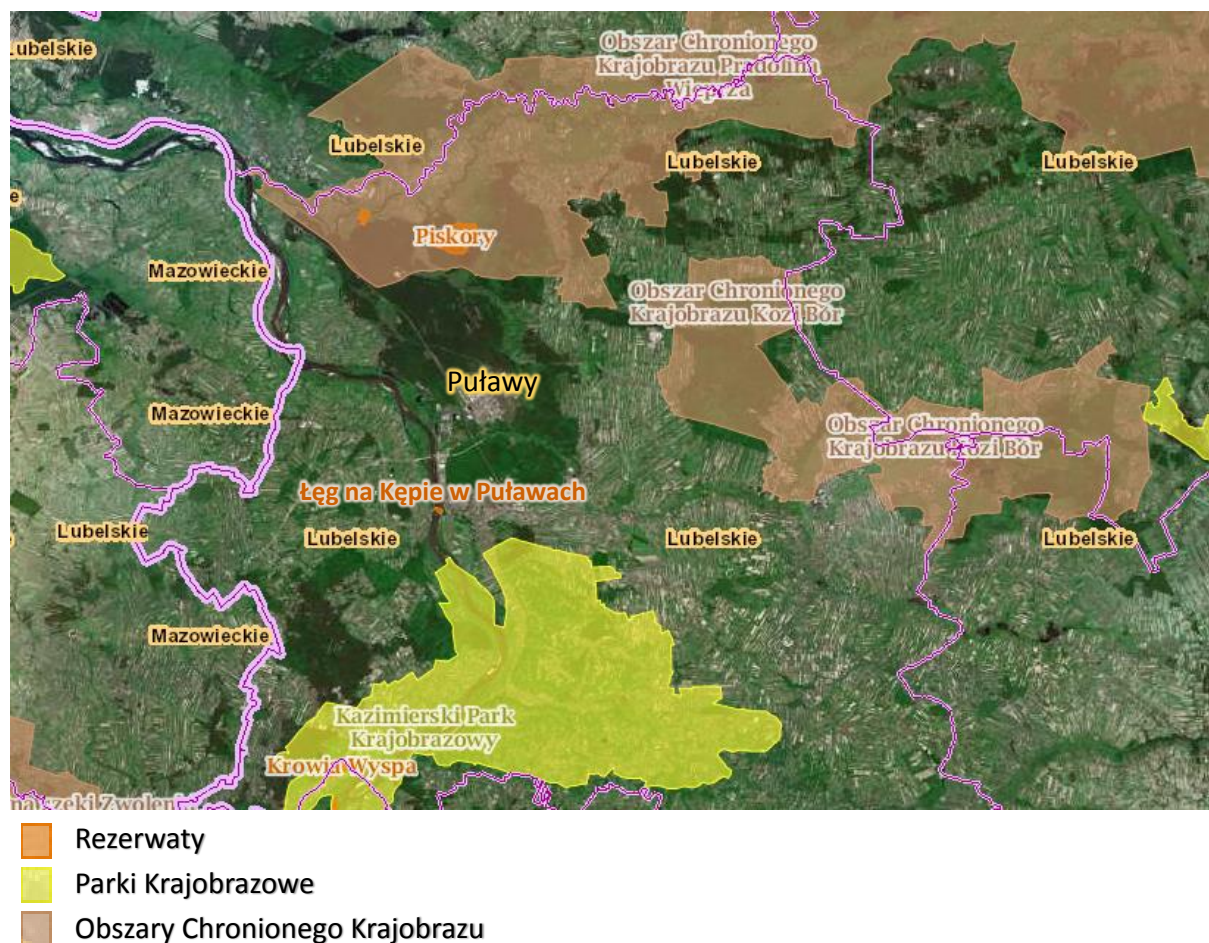 Lubelskie
Obszar Chronionego
Krajobrazu Pradolina
Wieprza
Lubelskie
Lubelskie
Lubelskie
e
Piskory
Mazowieckie
Obszar Chronionego
Krajobrazu Kozi Bór
Puławy
Mazowieckie
Obszar Chronionego
Krajobrazu Kozi Bór
Łęg na Kępie w Puławach
Lubelskie
Lubelskie
Lubelskie
Lubelskie
Mazowieckie
Kazimierski Park
Krajobrazowy
Krowia Wyspa
Rezerwaty
Parki Krajobrazowe
Obszary Chronionego Krajobrazu